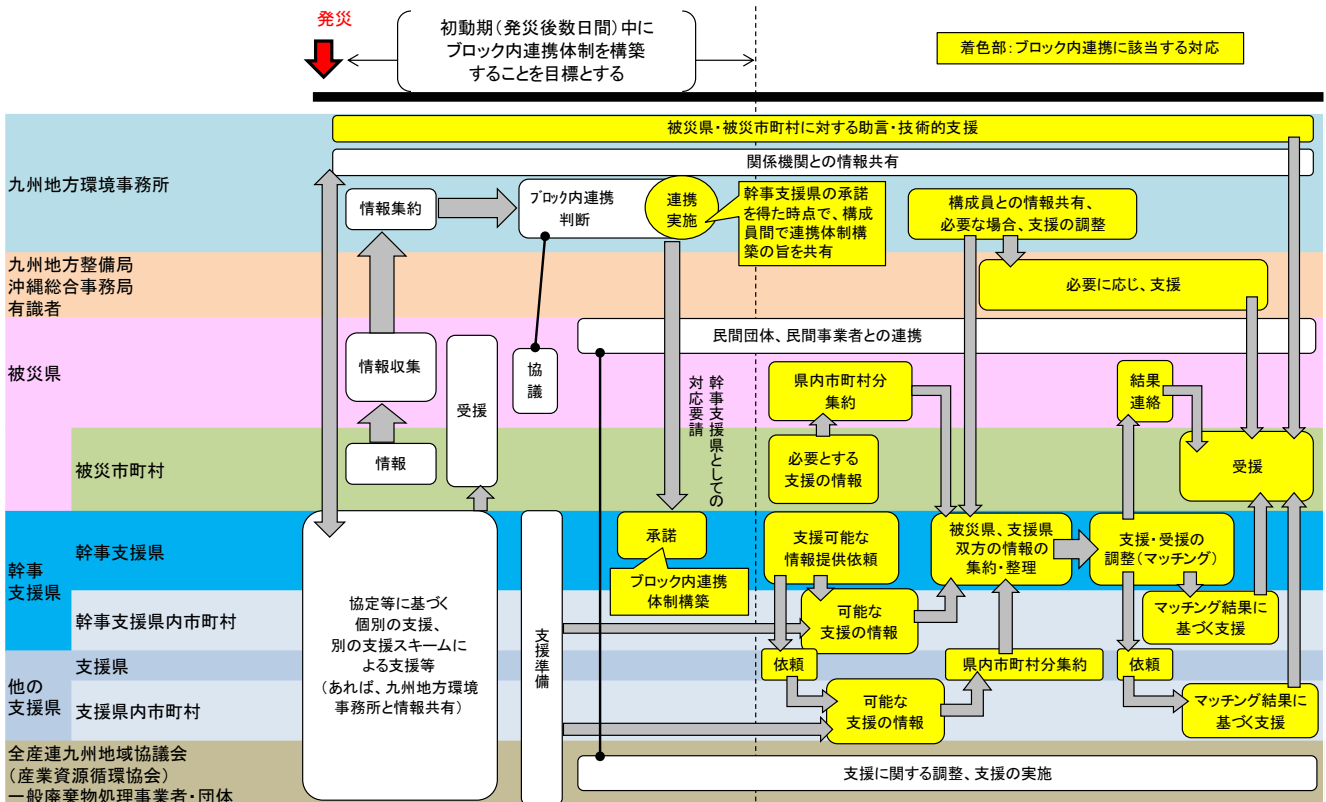 発災
初動期(発災後数日間)中に
ブロック内連携体制を構築
することを目標とする
着色部:ブロック内連携に該当する対応
九州地方環境事務所
被災県・被災市町村に対する助言・技術的支援
関係機関との情報共有
情報集約
ブロック内連携
判断
連携
実施
幹事支援県の承諾
を得た時点で、構成
員間で連携体制構
築の旨を共有
構成員との情報共有、
必要な場合、支援の調整
九州地方整備局
沖縄総合事務局
有識者
必要に応じ、支援
被災県
民間団体、民間事業者との連携
情報収集
受援
協議
幹事支援県としての
対応要請
県内市町村分
集約
結果
連絡
被災市町村
情報
必要とする
支援の情報
受援
幹事
支援県
幹事支援県
承諾
ブロック内連携
体制構築
支援可能な
情報提供依頼
被災県、支援県
双方の情報の
集約・整理
支援・受援の
調整(マッチング)
幹事支援県内市町村
協定等に基づく
個別の支援、
別の支援スキームに
よる支援等
(あれば、九州地方環境
事務所と情報共有)
支援準備
可能な
支援の情報
マッチング結果に
基づく支援
他の
支援県
支援県
依頼
県内市町村分集約
依頼
支援県内市町村
可能な
支援の情報
マッチング結果に
基づく支援
全産連九州地域協議会
(産業資源循環協会)
一般廃棄物処理事業者・団体
支援に関する調整、支援の実施